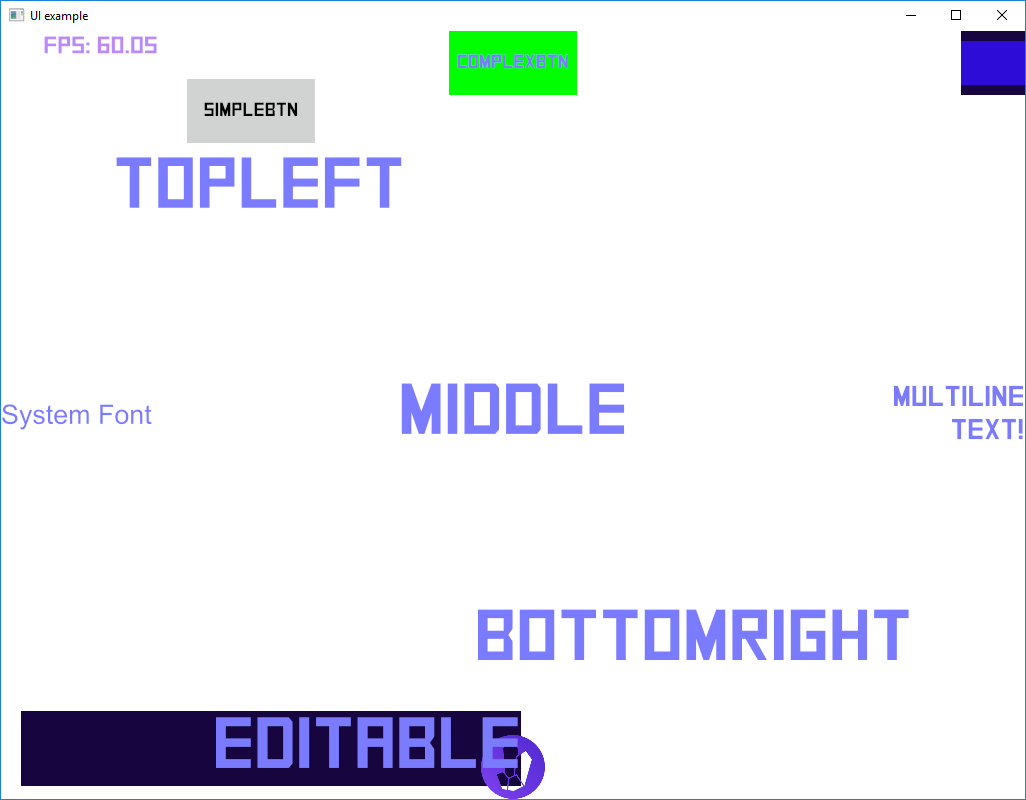 UI example
FPS: 60.05
COMPLEXBTN
SIMPLEBTN
TOPLEFT
MIDDLE
System Font
MULTILINE
TEXT!
BOTTOMRIGHT
EDITABLE